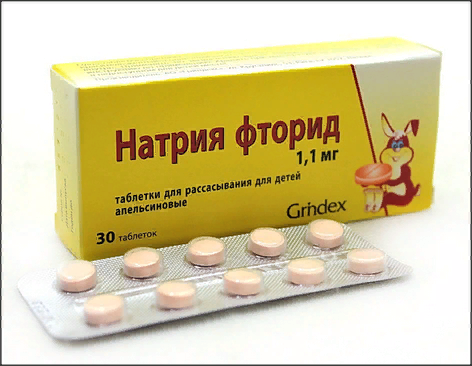 Натрия фторид
1,1 мг
таблетки для рассасывания для детей
апельсиновые
Grindex
30 таблеток